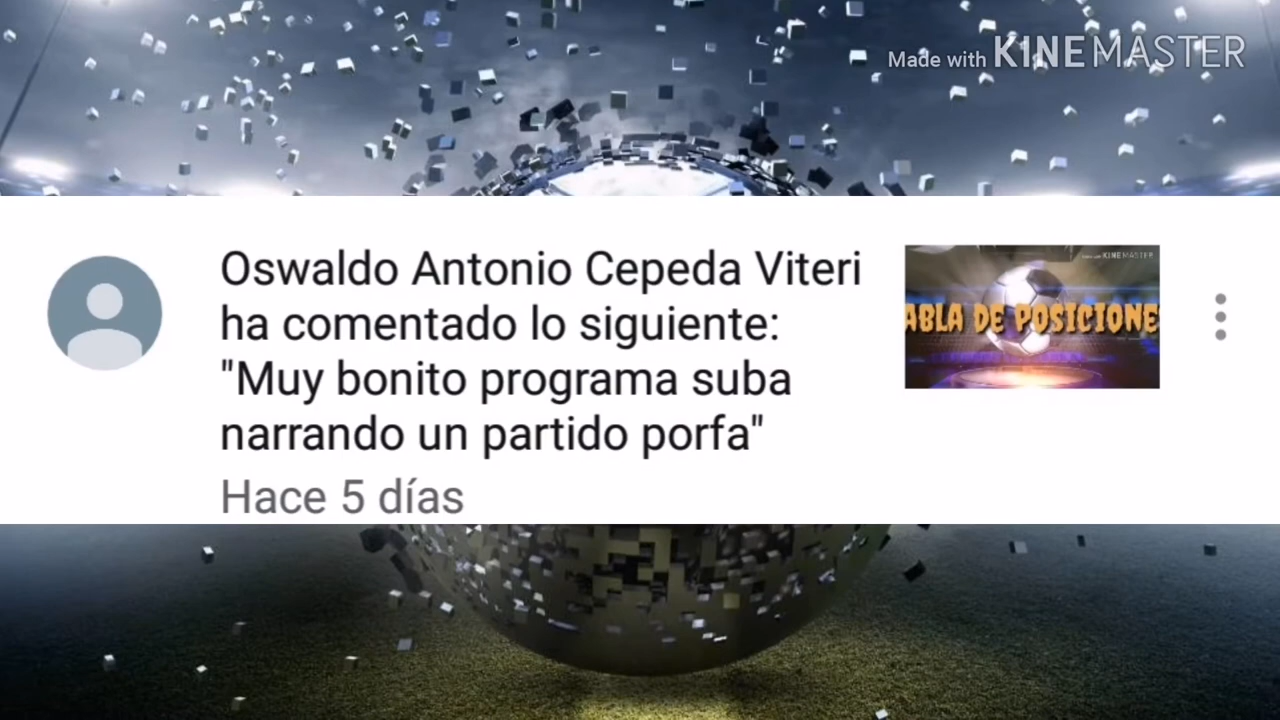 Made with KINEMASTER
Oswaldo Antonio Cepeda Viteri
ha comentado lo siguiente:
"Muy bonito programa suba
narrando un partido porfa"
Hace 5 días
ABLA DE POSICIONE